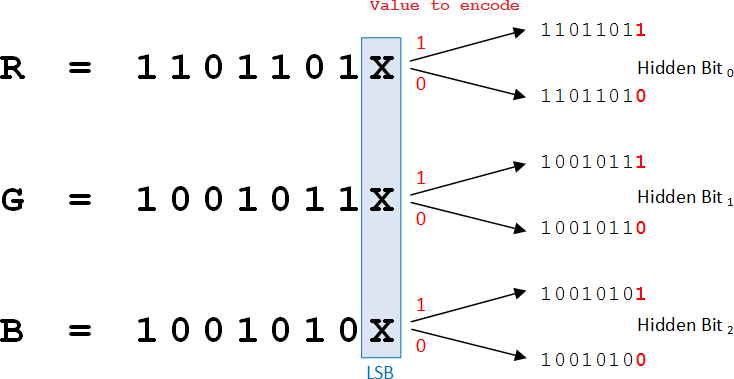 Value to encode
1
11011011
R = 1101101X
Hidden Bit 0
0
11011010
1
10010111
G = 1001011X
Hidden Bit 1
0
10010110
1
10010101
B = 1001010X
Hidden Bit 2
0
10010100
LSB